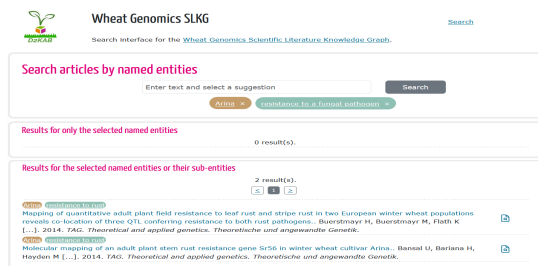 D2KAB
Wheat Genomics SLKG
Search
Search interface for the Wheat Genomics Scientific Literature Knowledge Graph.
Search articles by named entities
Enter text and select a suggestion
Search
Arina × resistance to a fungal pathogen ×
Results for only the selected named entities
0 result(s).
Results for the selected named entities or their sub-entities
2 result(s).
< 1 >
Arina resistance to rust
Mapping of quantitative adult plant field resistance to leaf rust and stripe rust in two European winter wheat populations
reveals co-location of three QTL conferring resistance to both rust pathogens.. Buerstmayr H, Buerstmayr M, Flath K
[...]. 2014. TAG. Theoretical and applied genetics. Theoretische und angewandte Genetik.
Arina resistance to rust
Molecular mapping of an adult plant stem rust resistance gene Sr56 in winter wheat cultivar Arina.. Bansal U, Bariana H,
Hayden M [...]. 2014. TAG. Theoretical and applied genetics. Theoretische und angewandte Genetik.